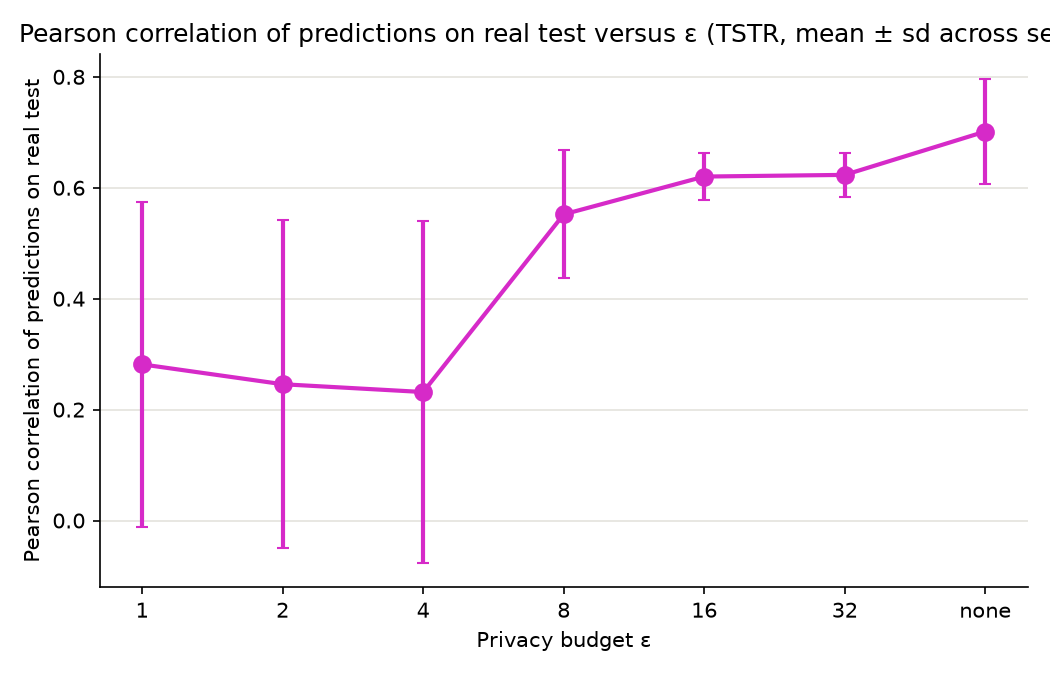 Pearson correlation of predictions on real test versus ε (TSTR, mean ± sd across se
Pearson correlation of predictions on real test
0.8
0.6
0.4
0.2
0.0
1 2 4 8 16 32 none
Privacy budget ε